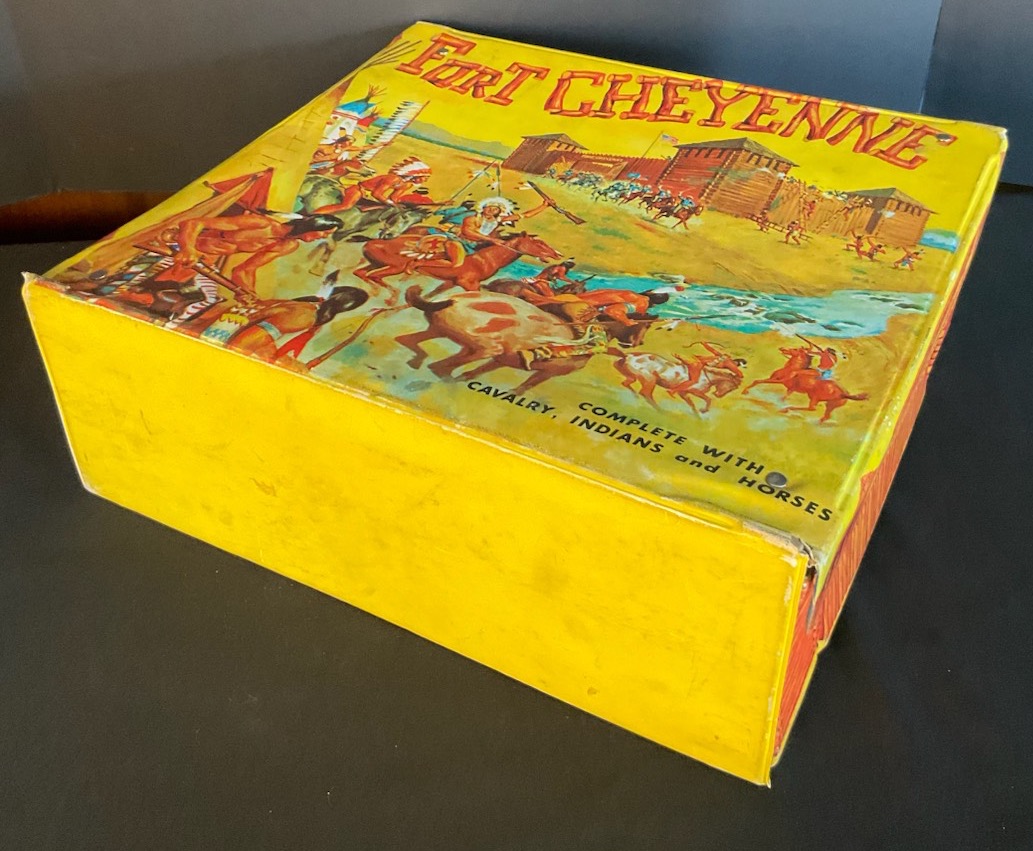 FORT CHEYENNE
COMPLETE WITH
CAVALRY, INDIANS and HORSES